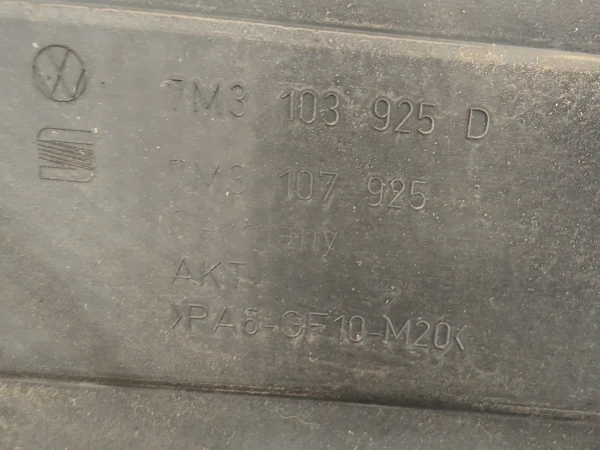 7M3 103 925 D
7M3 107 925
Germany
AKT
>PA6-GF10-M20<